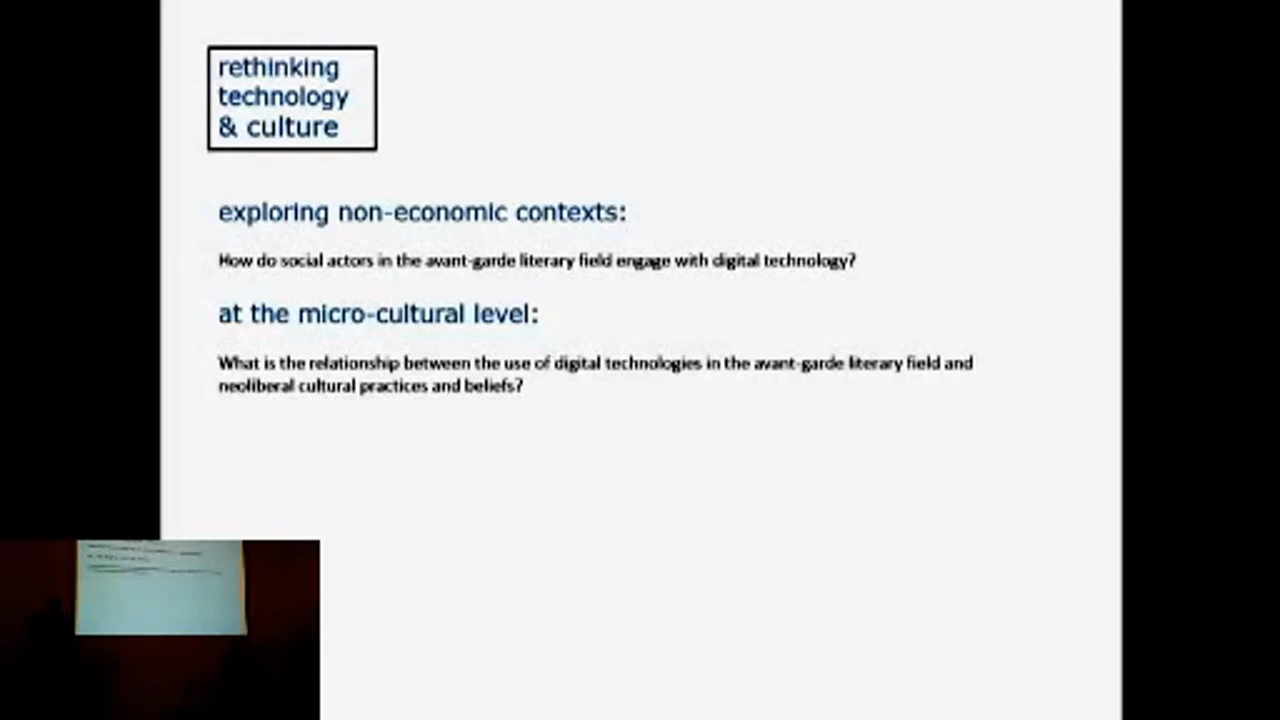 rethinking
technology
& culture
exploring non-economic contexts:
How do social actors in the avant-garde literary field engage with digital technology?
at the micro-cultural level:
What is the relationship between the use of digital technologies in the avant-garde literary field and
neoliberal cultural practices and beliefs?